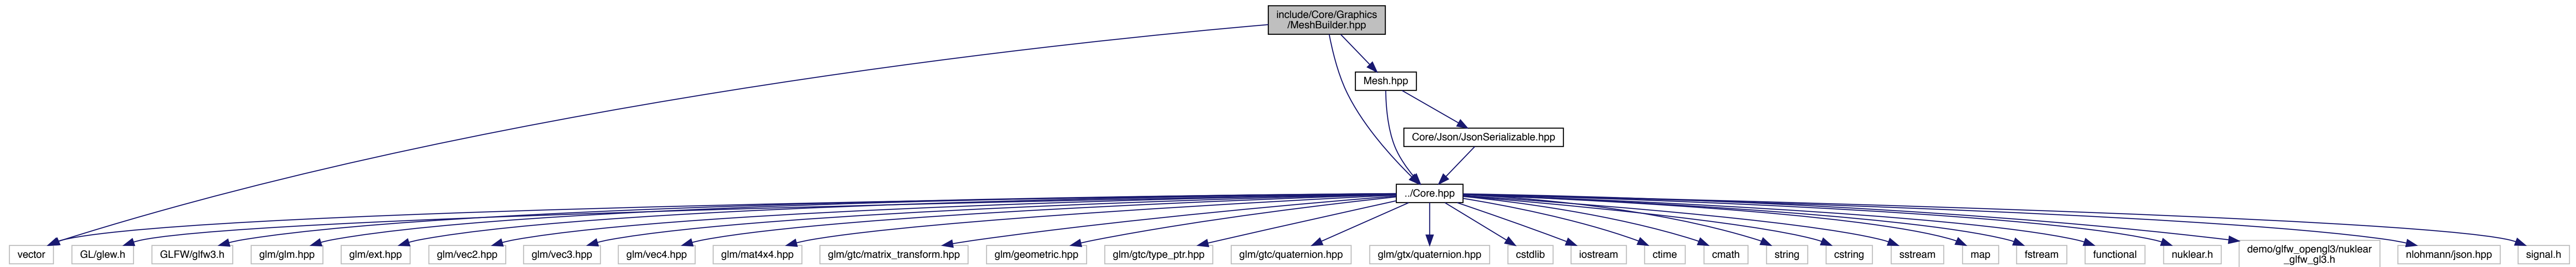 include/Core/Graphics
/MeshBuilder.hpp
Mesh.hpp
Core/Json/JsonSerializable.hpp
../Core.hpp
vector
GL/glew.h
GLFW/glfw3.h
glm/glm.hpp
glm/ext.hpp
glm/vec2.hpp
glm/vec3.hpp
glm/vec4.hpp
glm/mat4x4.hpp
glm/gtc/matrix_transform.hpp
glm/geometric.hpp
glm/gtc/type_ptr.hpp
glm/gtc/quaternion.hpp
glm/gtx/quaternion.hpp
cstdlib
iostream
ctime
cmath
string
cstring
sstream
map
fstream
functional
nuklear.h
demo/glfw_opengl3/nuklear
_glfw_gl3.h
nlohmann/json.hpp
signal.h